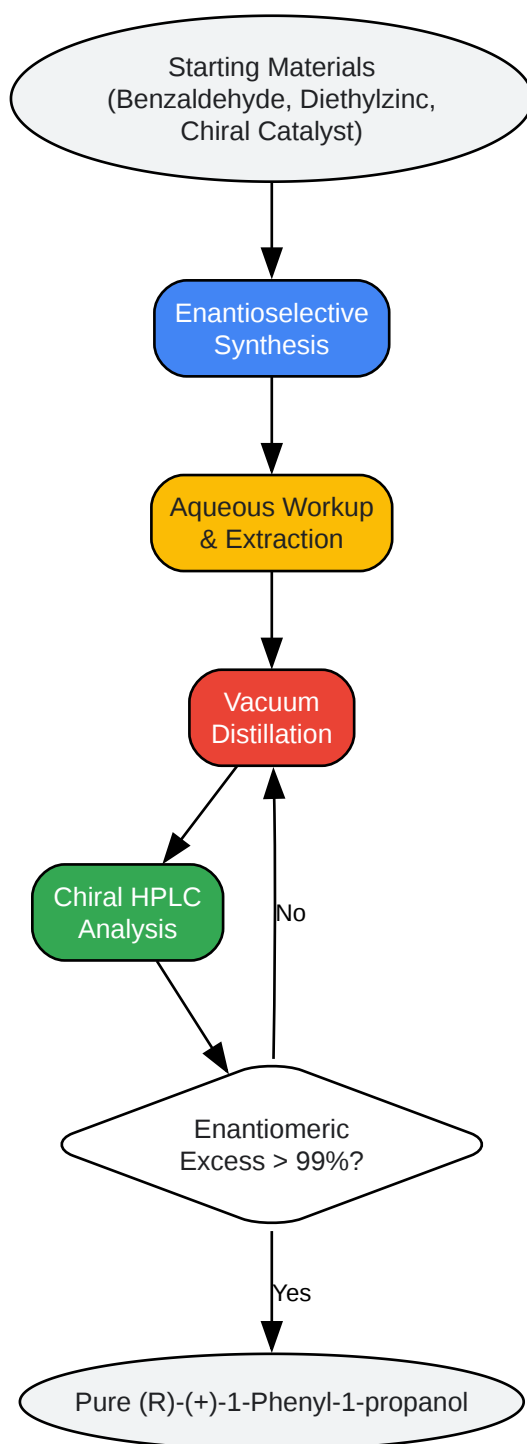 Starting Materials
(Benzaldehyde, Diethylzinc,
Chiral Catalyst)
Enantioselective
Synthesis
Aqueous Workup
& Extraction
Vacuum
Distillation
Chiral HPLC
Analysis
No
Enantiomeric
Excess > 99%?
Yes
Pure (R)-(+)-1-Phenyl-1-propanol